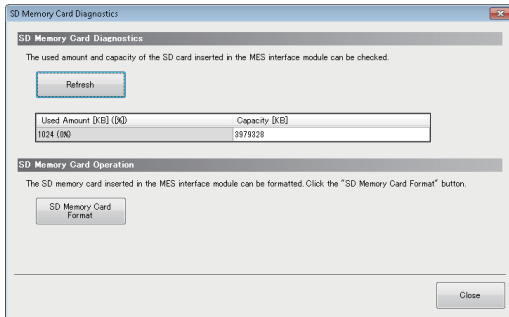 SD Memory Card Diagnostics
SD Memory Card Diagnostics
The used amount and capacity of the SD card inserted in the MES interface module can be checked.
Refresh
Used Amount [KB] ([%]) Capacity [KB]
1024 (0%) 3979328
SD Memory Card Operation
The SD memory card inserted in the MES interface module can be formatted. Click the "SD Memory Card Format" button.
SD Memory Card
Format
Close